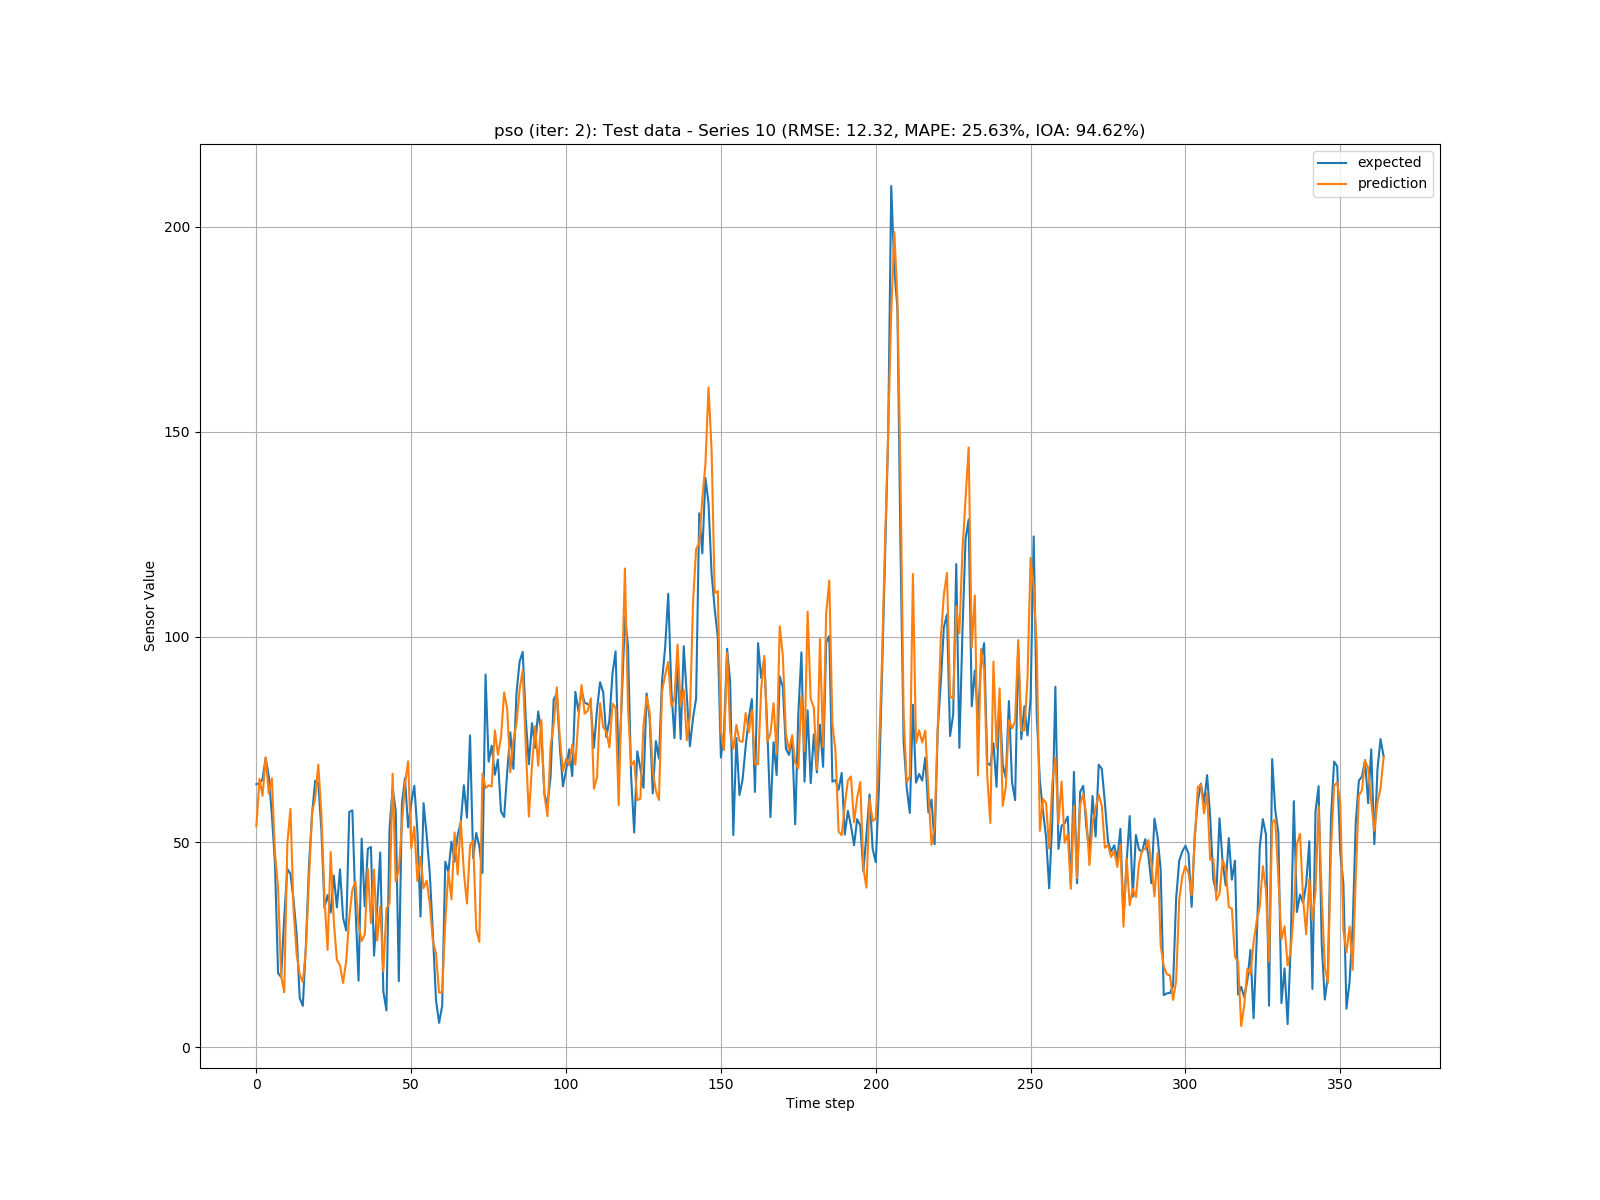 pso (iter: 2): Test data - Series 10 (RMSE: 12.32, MAPE: 25.63%, IOA: 94.62%)
expected
prediction
200
150
100
50
0
Sensor Value
0 50 100 150 200 250 300 350
Time step